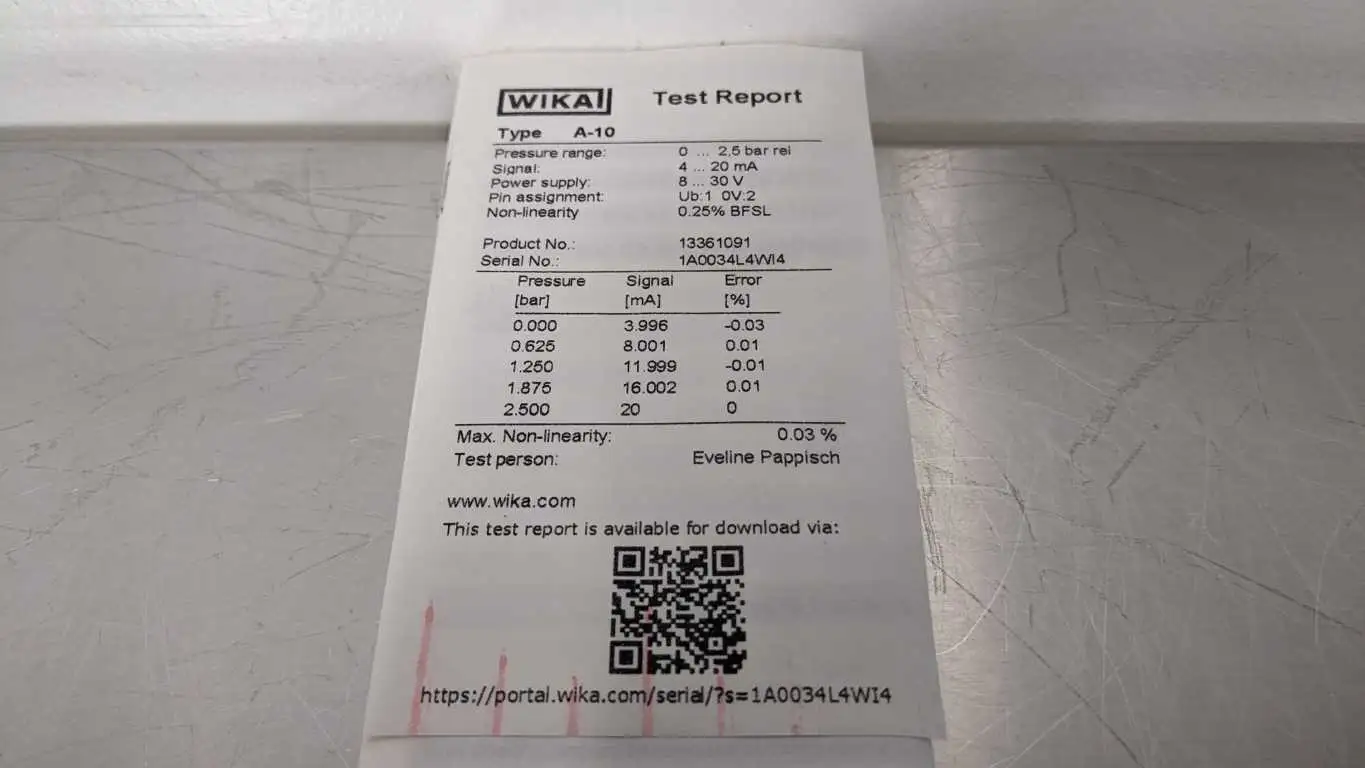 WIKA Test Report
Type A-10
Pressure range: 0 ... 2,5 bar rel
Signal: 4 ... 20 mA
Power supply: 8 ... 30 V
Pin assignment: Ub:1 0V:2
Non-linearity 0.25% BFSL
Product No.: 13361091
Serial No.: 1A0034L4WI4
Pressure Signal Error
[bar] [mA] [%]
0.000 3.996 -0.03
0.625 8.001 0.01
1.250 11.999 -0.01
1.875 16.002 0.01
2.500 20 0
Max. Non-linearity: 0.03 %
Test person: Eveline Pappisch
www.wika.com
This test report is available for download via:
https://portal.wika.com/serial/?s=1A0034L4WI4